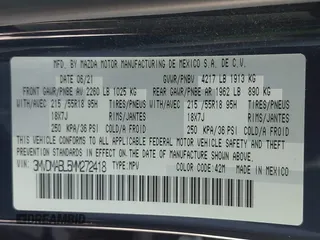 MFD. BY MAZDA MOTOR MANUFACTURING DE MEXICO S.A. DE C.V.
DATE 06/21 GVWR/PNBV 4217 LB 1913 KG
FRONT GAWR/PNBE AV 2260 LB 1025 KG REAR GAWR/PNBE AR 1962 LB 890 KG
WITH/AVEC 215 /55R18 95H TIRES/PNEUS WITH/AVEC 215 /55R18 95H TIRES/PNEUS
18X7J RIMS/JANTES 18X7J RIMS/JANTES
250 KPA/36 PSI COLD/A FROID 250 KPA/36 PSI COLD/A FROID
THIS VEHICLE CONFORMS TO ALL APPLICABLE FEDERAL MOTOR VEHICLE SAFETY AND
THEFT PREVENTION STANDARDS IN EFFECT ON THE DATE OF MANUFACTURE SHOWN ABOVE.
VIN: 3MVDMABL9MM272418 TYPE: MPV
COLOR: 42M MADE IN MEXICO